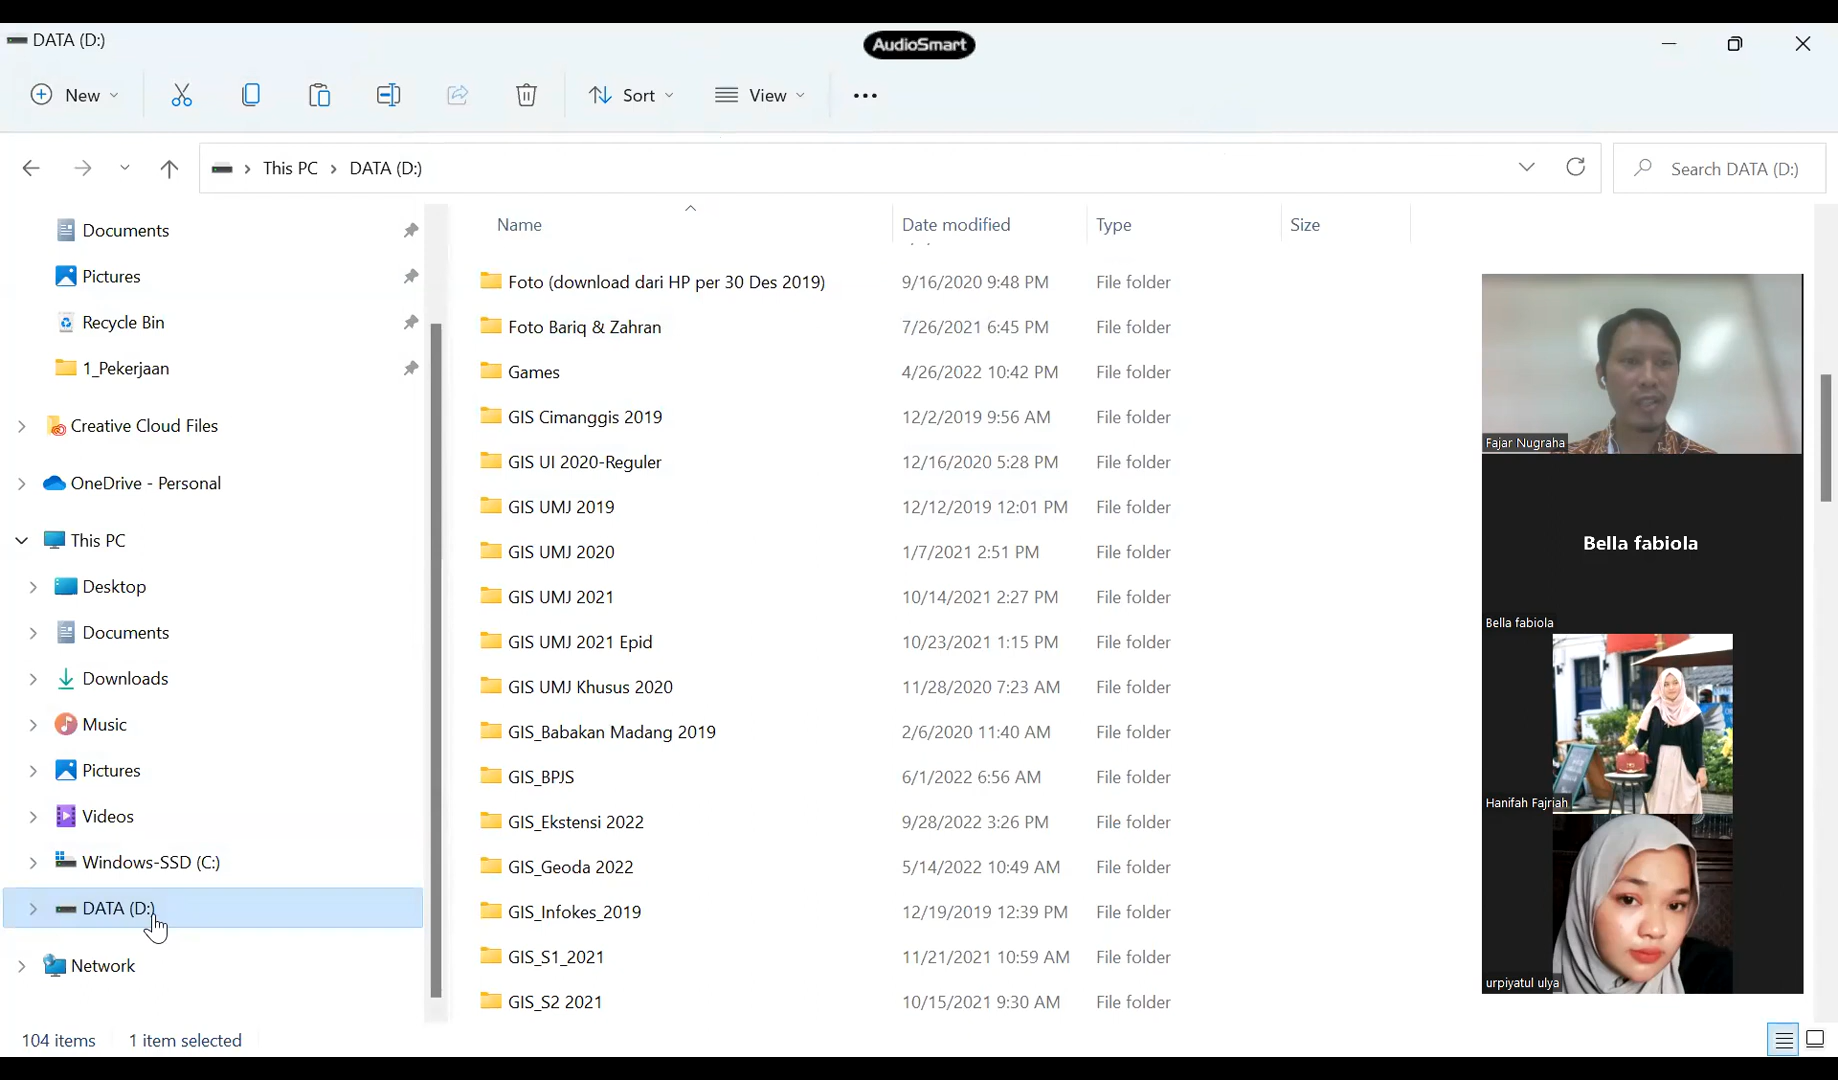 DATA (D:)
AudioSmart
New
Sort
View
This PC > DATA (D:)
Search DATA (D:)
Documents
Pictures
Recycle Bin
1_Pekerjaan
Creative Cloud Files
OneDrive - Personal
This PC
Desktop
Documents
Downloads
Music
Pictures
Videos
Windows-SSD (C:)
DATA (D:)
Network
Name Date modified Type Size
Foto (download dari HP per 30 Des 2019) 9/16/2020 9:48 PM File folder
Foto Bariq & Zahran 7/26/2021 6:45 PM File folder
Games 4/26/2022 10:42 PM File folder
GIS Cimanggis 2019 12/2/2019 9:56 AM File folder
GIS UI 2020-Reguler 12/16/2020 5:28 PM File folder
GIS UMJ 2019 12/12/2019 12:01 PM File folder
GIS UMJ 2020 1/7/2021 2:51 PM File folder
GIS UMJ 2021 10/14/2021 2:27 PM File folder
GIS UMJ 2021 Epid 10/23/2021 1:15 PM File folder
GIS UMJ Khusus 2020 11/28/2020 7:23 AM File folder
GIS_Babakan Madang 2019 2/6/2020 11:40 AM File folder
GIS_BPJS 6/1/2022 6:56 AM File folder
GIS_Ekstensi 2022 9/28/2022 3:26 PM File folder
GIS_Geoda 2022 5/14/2022 10:49 AM File folder
GIS_Infokes_2019 12/19/2019 12:39 PM File folder
GIS_S1_2021 11/21/2021 10:59 AM File folder
GIS_S2 2021 10/15/2021 9:30 AM File folder
Fajar Nugraha
Bella fabiola
Bella fabiola
Hanifah Fajriah
urpiyatul ulya
104 items 1 item selected